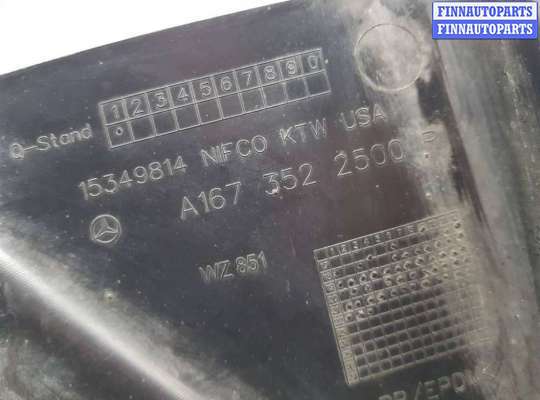 FINNAUTOPARTS
FINNAUTOPARTS
1 2 3 4 5 6 7 8 9 0
Q-Stand
15349814 NIFCO KTW USA
A167 352 2500
WZ 851